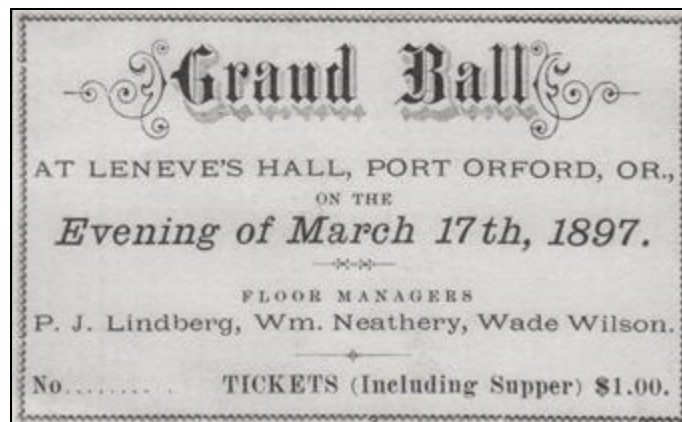 Grand Ball
AT LENEVE'S HALL, PORT ORFORD, OR.,
ON THE
Evening of March 17th, 1897.
FLOOR MANAGERS
P. J. Lindberg, Wm. Neathery, Wade Wilson.
No.......... TICKETS (Including Supper) $1.00.